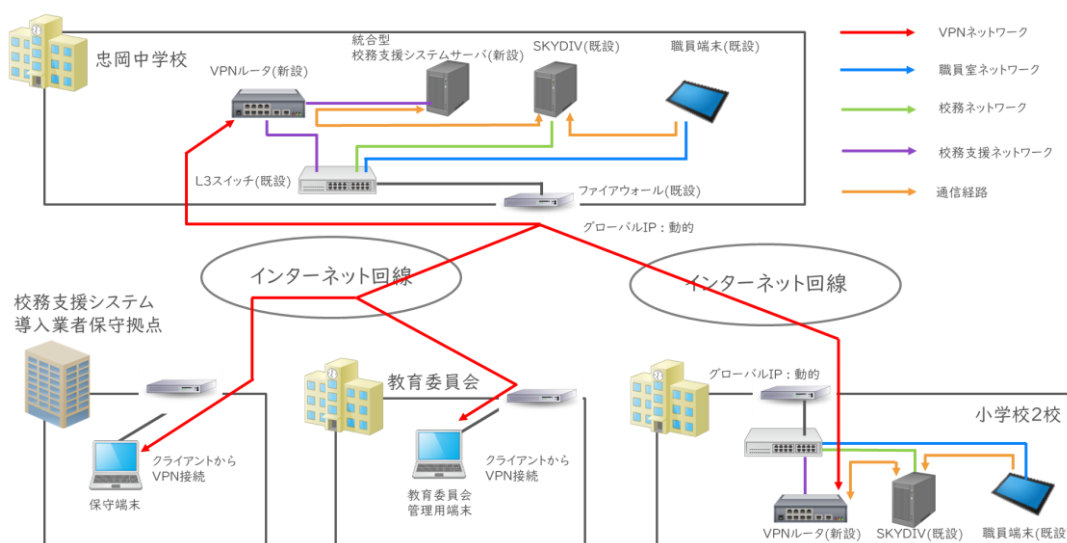 忠岡中学校
統合型
校務支援システムサーバ(新設)
SKYDIV(既設)
職員端末(既設)
VPNルータ(新設)
L3スイッチ(既設)
ファイアウォール(既設)
グローバルIP：動的
VPNネットワーク
職員室ネットワーク
校務ネットワーク
校務支援ネットワーク
通信経路
インターネット回線
インターネット回線
校務支援システム
導入業者保守拠点
保守端末
クライアントから
VPN接続
教育委員会
教育委員会
管理用端末
クライアントから
VPN接続
グローバルIP：動的
小学校2校
VPNルータ(新設)
SKYDIV(既設)
職員端末(既設)